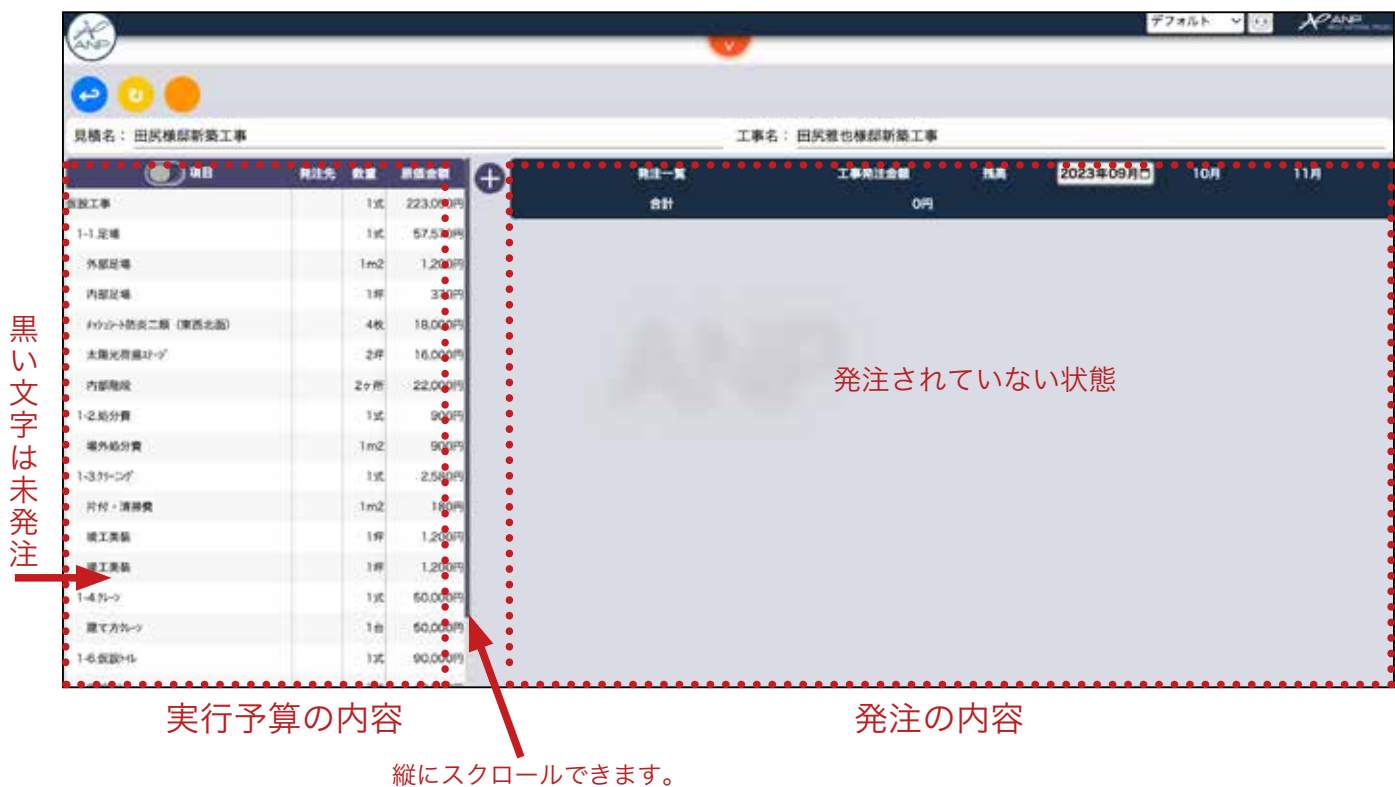 ANP
デフォルト
ANP
見積名： 田尻様邸新築工事
工事名： 田尻雅也様邸新築工事
項目 発注先 数量 原価金額
発注一覧 工事発注金額 残高 2023年09月 10月 11月
合計 0円
仮設工事 1式 223,050円
1-1.足場 1式 57,570円
外部足場 1m2 1,200円
内部足場 1坪 370円
ﾒｯｼｭｼｰﾄ防炎二類（東西北面） 4枚 18,000円
太陽光荷揚ｽﾃｰｼﾞ 2坪 16,000円
内部階段 2ヶ所 22,000円
1-2.処分費 1式 900円
場外処分費 1m2 900円
1-3.ｸﾘｰﾆﾝｸﾞ 1式 2,580円
片付・清掃費 1m2 180円
竣工美装 1坪 1,200円
竣工美装 1坪 1,200円
1-4.ｸﾚｰﾝ 1式 50,000円
建て方ｸﾚｰﾝ 1台 50,000円
1-6.仮設ﾄｲﾚ 1式 90,000円
ANP
発注されていない状態
黒い文字は未発注
実行予算の内容
発注の内容
縦にスクロールできます。